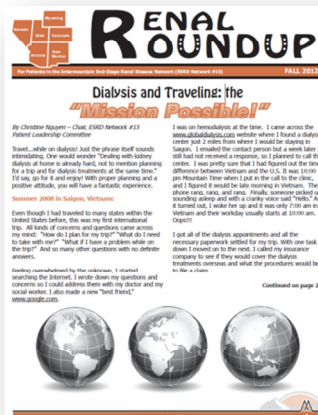 Wyoming
Nevada
Utah
Colorado
Arizona
New Mexico
RENAL
ROUNDUP
For Patients in the Intermountain End-Stage Renal Disease Network (ESRD Network #15)
FALL 2012
Dialysis and Traveling: the
"Mission Possible!"
By Christine Nguyen – Chair, ESRD Network #15
Patient Leadership Committee
Travel...while on dialysis! Just the phrase itself sounds
intimidating. One would wonder "Dealing with kidney
dialysis at home is already hard, not to mention planning
for a trip and for dialysis treatments at the same time."
I'd say, go for it and enjoy! With proper planning and a
positive attitude, you will have a fantastic experience.
Summer 2008 in Saigon, Vietnam:
Even though I had traveled to many states within the
United States before, this was my first international
trip. All kinds of concerns and questions came across
my mind: "How do I plan for my trip?" "What do I need
to take with me?" "What if I have a problem while on
the trip?" And so many other questions with no definite
answers.
Feeling overwhelmed by the unknown, I started
searching the Internet. I wrote down my questions and
concerns so I could address them with my doctor and my
social worker. I also made a new "best friend,"
www.google.com.
I was on hemodialysis at the time. I came across the
www.globaldialysis.com website where I found a dialysis
center just 2 miles from where I would be staying in
Saigon. I emailed the contact person but a week later
still had not received a response, so I planned to call the
center. I was pretty sure that I had figured out the time
difference between Vietnam and the U.S. It was 10:00
pm Mountain Time when I put in the call to the clinic,
and I figured it would be late morning in Vietnam. The
phone rang, rang, and rang. Finally, someone picked up
sounding asleep and with a cranky voice said "Hello." As
it turned out, I woke her up and it was only 7:00 am in
Vietnam and their workday usually starts at 10:00 am.
Oops!!!
I got all of the dialysis appointments and all the
necessary paperwork settled for my trip. With one task
down I moved on to the next. I called my insurance
company to see if they would cover the dialysis
treatments overseas and what the procedures would be
to file a claim.
Continued on page 2